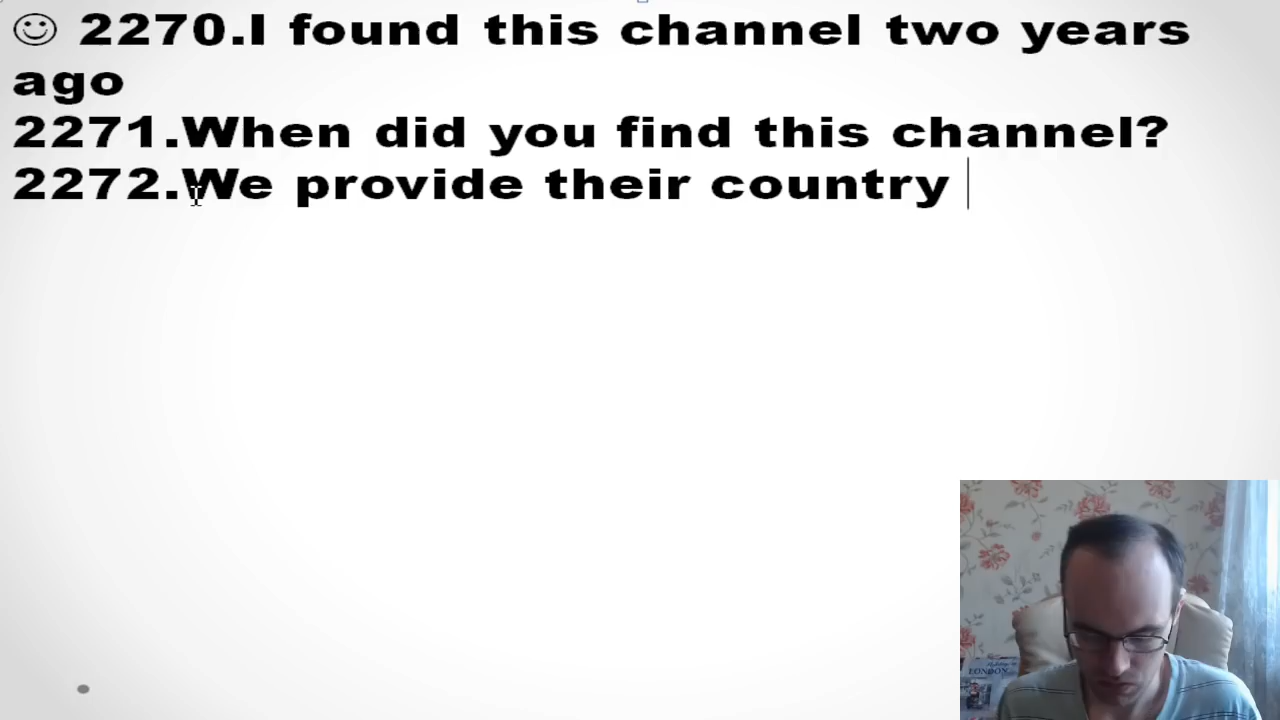 ☺ 2270.I found this channel two years
ago
2271.When did you find this channel?
2272.We provide their country
LONDON